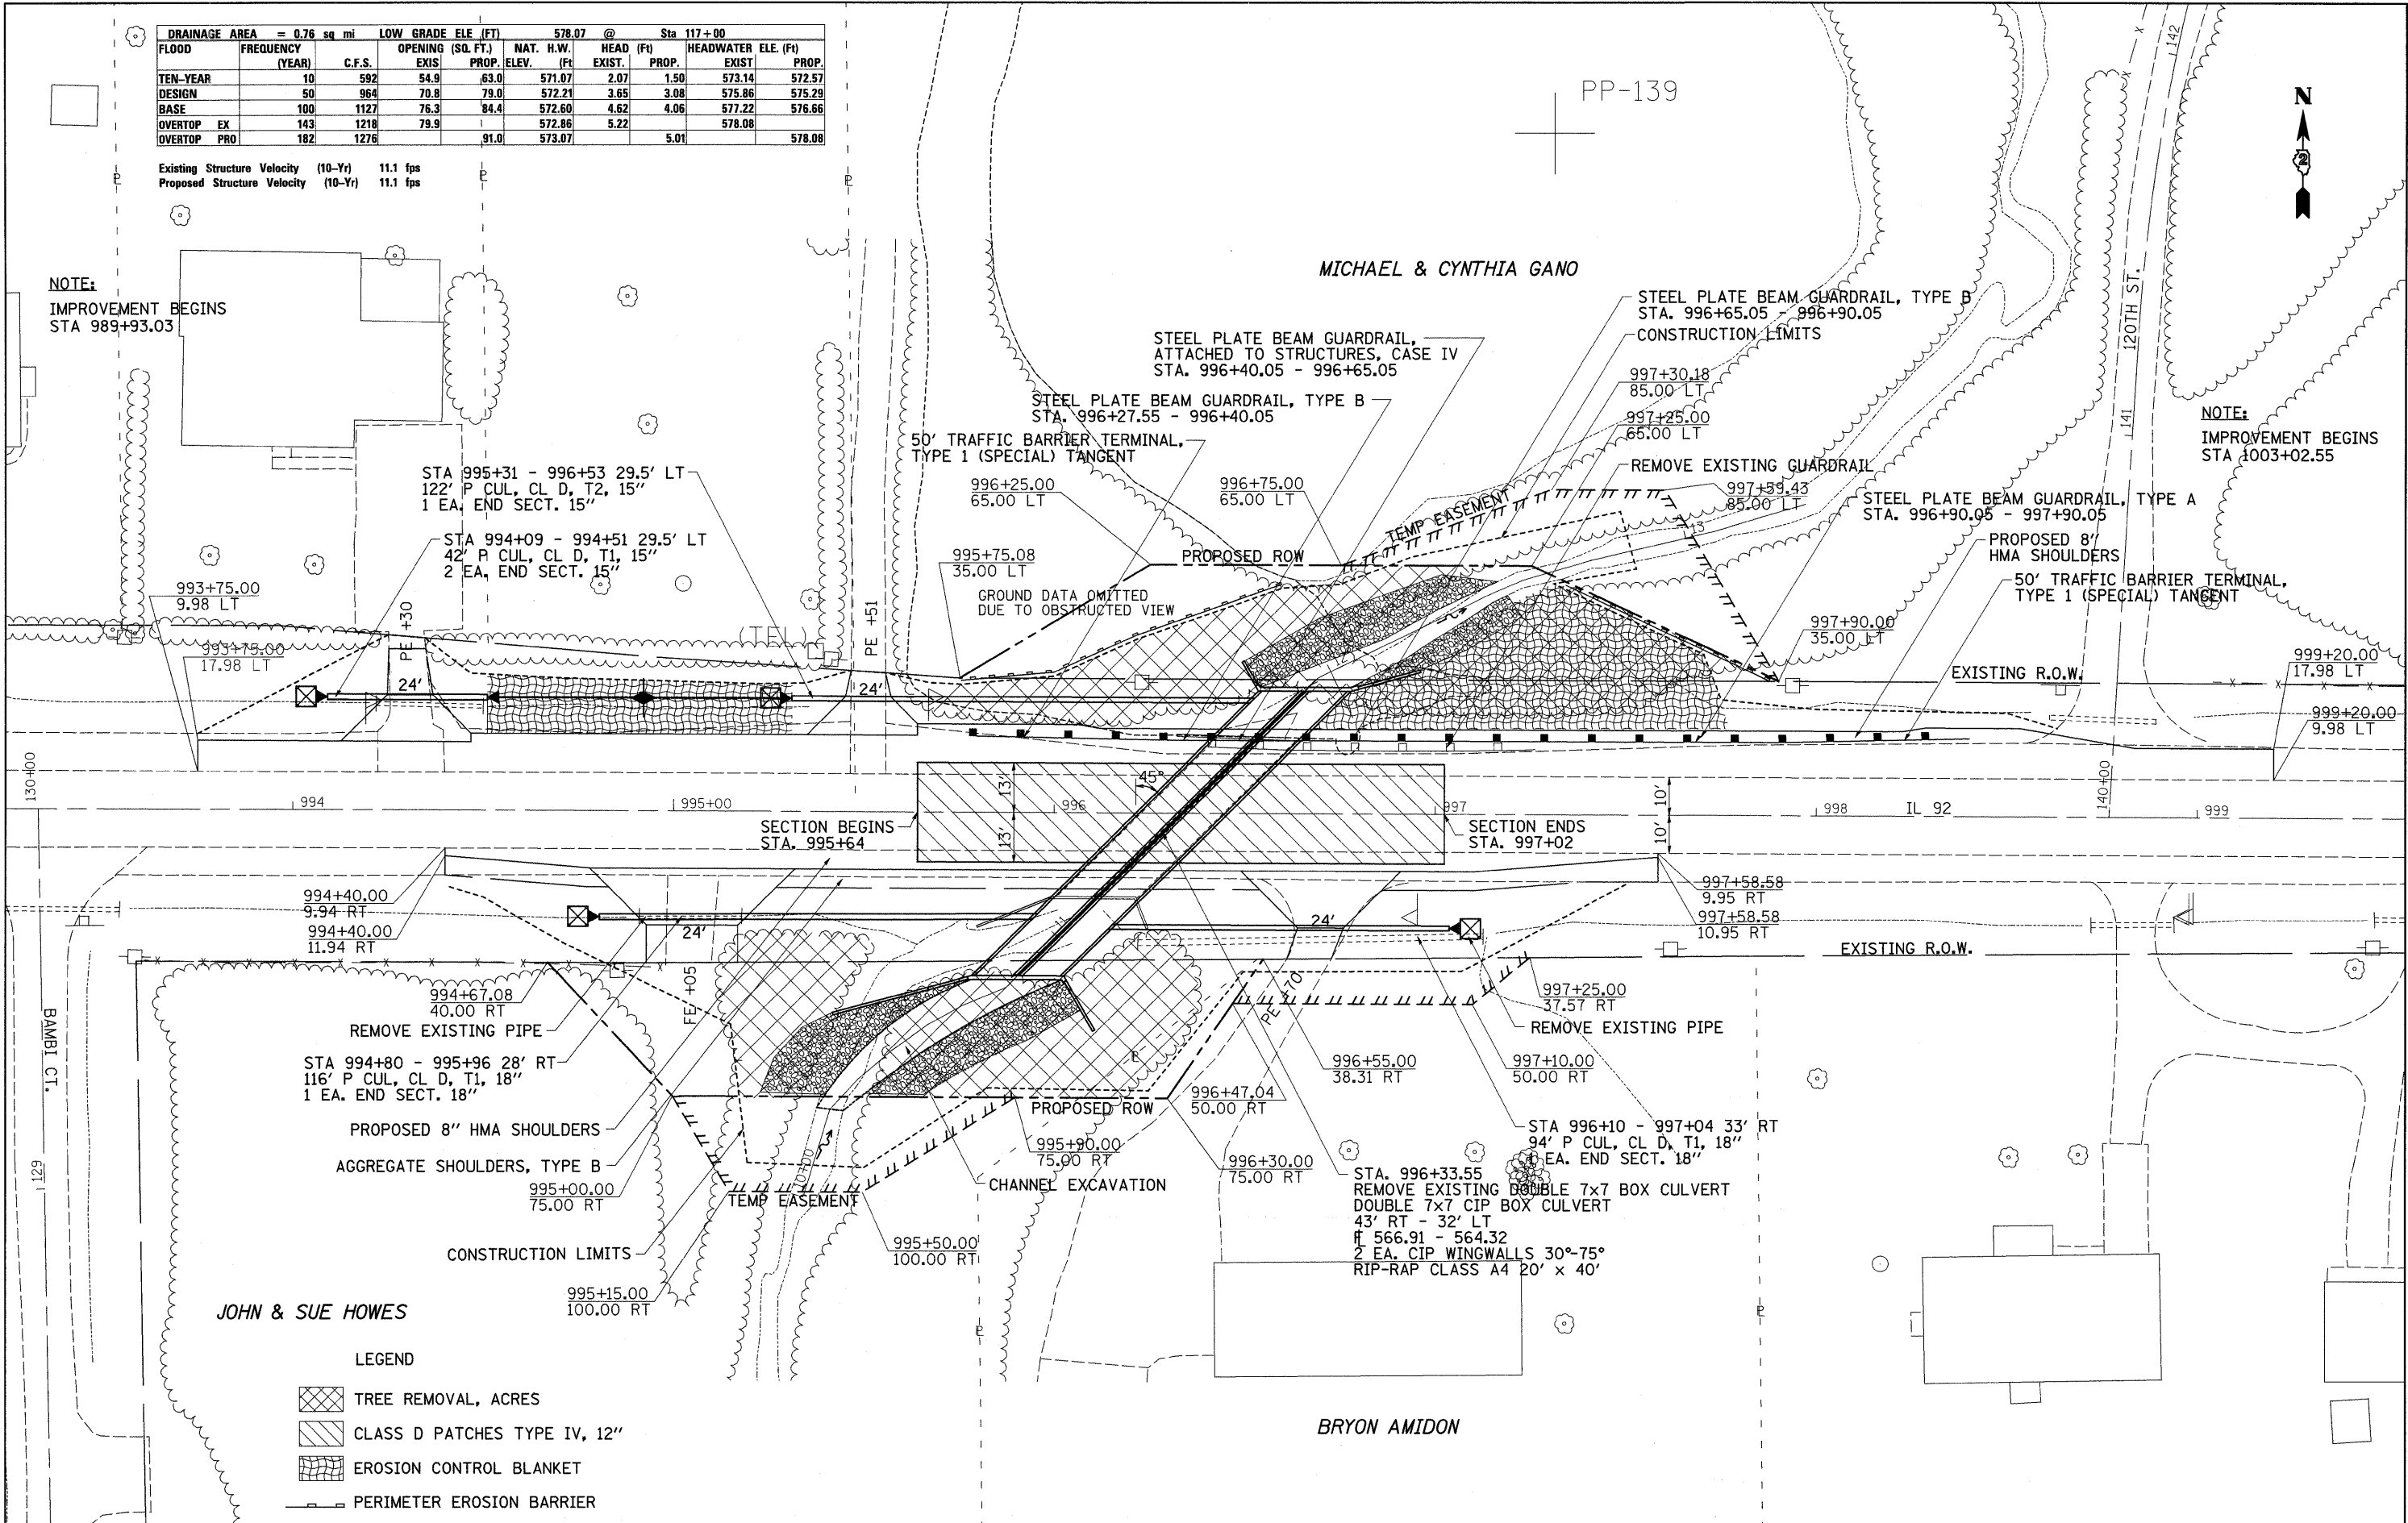 DRAINAGE AREA = 0.76 sq mi LOW GRADE ELE (FT) 578.07 @ Sta 117+00
FLOOD FREQUENCY OPENING (SQ. FT.) NAT. H.W. HEAD (Ft) HEADWATER ELE. (Ft)
(YEAR) C.F.S. EXIS PROP. ELEV. (Ft EXIST. PROP. EXIST PROP.
TEN-YEAR 10 592 54.9 63.0 571.07 2.07 1.50 573.14 572.57
DESIGN 50 964 70.8 79.0 572.21 3.65 3.08 575.86 575.29
BASE 100 1127 76.3 84.4 572.60 4.62 4.06 577.22 576.66
OVERTOP EX 143 1218 79.9 572.86 5.22 578.08
OVERTOP PRO 182 1276 91.0 573.07 5.01 578.08
Existing Structure Velocity (10-Yr) 11.1 fps
Proposed Structure Velocity (10-Yr) 11.1 fps
PP-139
N
2
142
120TH ST.
141
140+00
NOTE:
IMPROVEMENT BEGINS
STA 989+93.03
MICHAEL & CYNTHIA GANO
STEEL PLATE BEAM GUARDRAIL, TYPE B
STA. 996+65.05 - 996+90.05
CONSTRUCTION LIMITS
STEEL PLATE BEAM GUARDRAIL,
ATTACHED TO STRUCTURES, CASE IV
STA. 996+40.05 - 996+65.05
997+30.18
85.00 LT
STEEL PLATE BEAM GUARDRAIL, TYPE B
STA. 996+27.55 - 996+40.05
997+25.00
65.00 LT
NOTE:
IMPROVEMENT BEGINS
STA 1003+02.55
50' TRAFFIC BARRIER TERMINAL,
TYPE 1 (SPECIAL) TANGENT
REMOVE EXISTING GUARDRAIL
STA 995+31 - 996+53 29.5' LT
122' P CUL, CL D, T2, 15"
1 EA. END SECT. 15"
996+25.00
65.00 LT
996+75.00
65.00 LT
997+59.43
85.00 LT
STEEL PLATE BEAM GUARDRAIL, TYPE A
STA. 996+90.05 - 997+90.05
TEMP EASEMENT
STA 994+09 - 994+51 29.5' LT
42' P CUL, CL D, T1, 15"
2 EA. END SECT. 15"
PROPOSED ROW
PROPOSED 8"
HMA SHOULDERS
995+75.08
35.00 LT
50' TRAFFIC BARRIER TERMINAL,
TYPE 1 (SPECIAL) TANGENT
GROUND DATA OMITTED
DUE TO OBSTRUCTED VIEW
993+75.00
9.98 LT
993+75.00
17.98 LT
PE +30
(TEL)
PE +51
13
12
997+90.00
35.00 LT
EXISTING R.O.W.
999+20.00
17.98 LT
999+20.00
9.98 LT
24'
24'
130+00
994
995+00
996
997
998
IL 92
999
13'
13'
45°
10'
10'
SECTION BEGINS
STA. 995+64
SECTION ENDS
STA. 997+02
994+40.00
9.94 RT
994+40.00
11.94 RT
997+58.58
9.95 RT
997+58.58
10.95 RT
24'
24'
EXISTING R.O.W.
FE +05
PE +70
994+67.08
40.00 RT
REMOVE EXISTING PIPE
997+25.00
37.57 RT
REMOVE EXISTING PIPE
BAMBI CT.
129
STA 994+80 - 995+96 28' RT
116' P CUL, CL D, T1, 18"
1 EA. END SECT. 18"
996+55.00
38.31 RT
997+10.00
50.00 RT
996+47.04
50.00 RT
PROPOSED ROW
PROPOSED 8" HMA SHOULDERS
STA 996+10 - 997+04 33' RT
94' P CUL, CL D, T1, 18"
1 EA. END SECT. 18"
AGGREGATE SHOULDERS, TYPE B
995+90.00
75.00 RT
996+30.00
75.00 RT
995+00.00
75.00 RT
TEMP EASEMENT
CHANNEL EXCAVATION
STA. 996+33.55
REMOVE EXISTING DOUBLE 7x7 BOX CULVERT
DOUBLE 7x7 CIP BOX CULVERT
43' RT - 32' LT
566.91 - 564.32
2 EA. CIP WINGWALLS 30°-75°
RIP-RAP CLASS A4 20' x 40'
CONSTRUCTION LIMITS
995+50.00
100.00 RT
995+15.00
100.00 RT
JOHN & SUE HOWES
BRYON AMIDON
LEGEND
TREE REMOVAL, ACRES
CLASS D PATCHES TYPE IV, 12"
EROSION CONTROL BLANKET
PERIMETER EROSION BARRIER